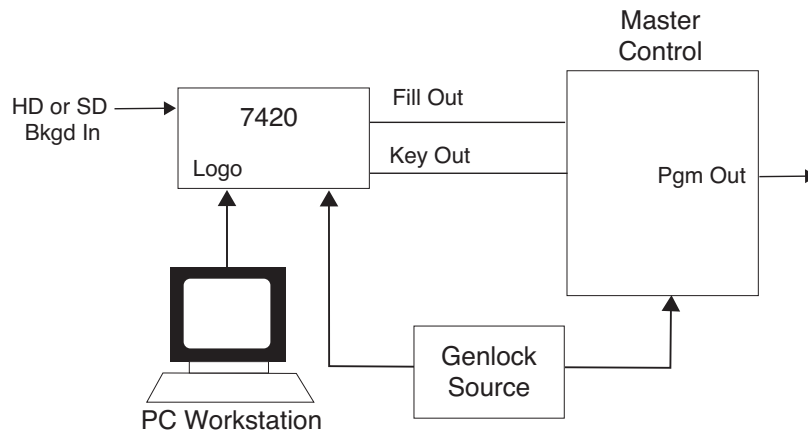 Master
Control
HD or SD
Bkgd In
7420
Logo
Fill Out
Key Out
Pgm Out
Genlock
Source
PC Workstation